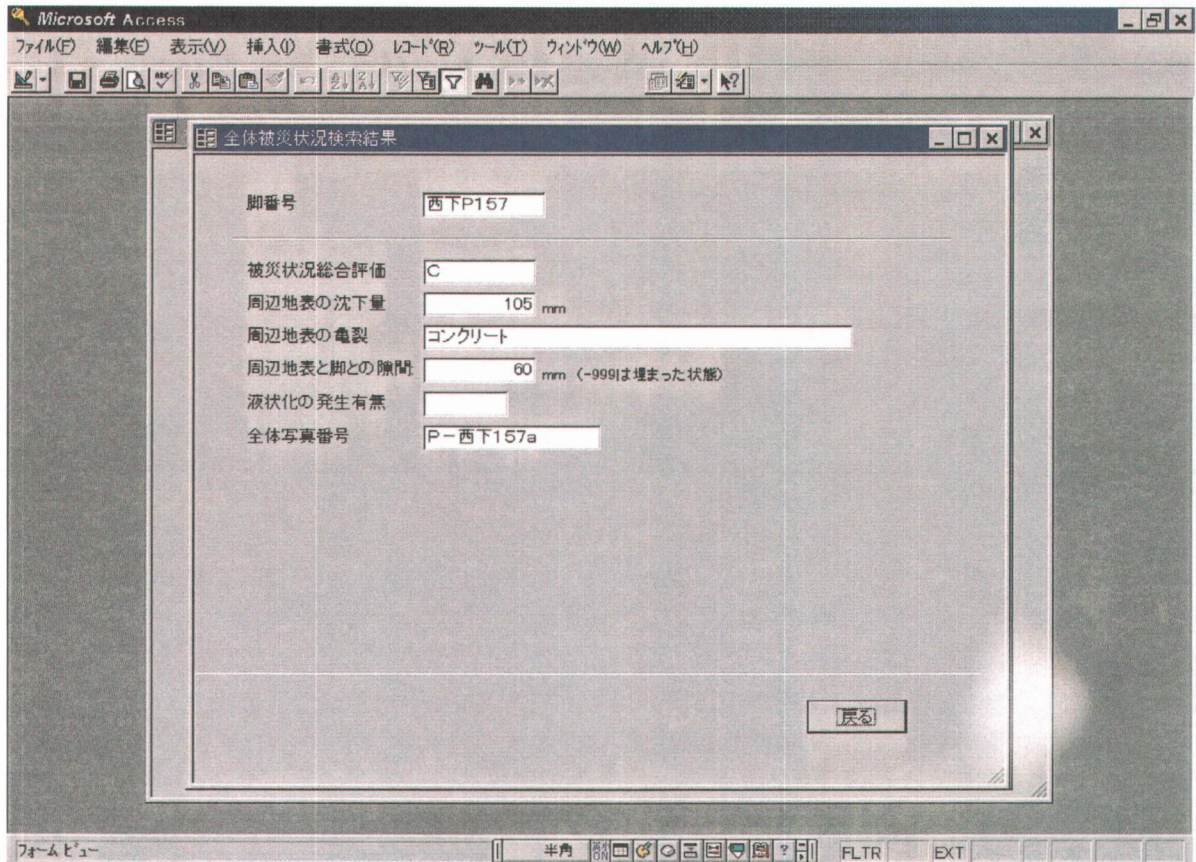 Microsoft Access
ファイル(F) 編集(E) 表示(V) 挿入(I) 書式(O) レコード(R) ツール(T) ウィンドウ(W) ヘルプ(H)
全体被災状況検索結果
脚番号 西下P157
被災状況総合評価 C
周辺地表の沈下量 105 mm
周辺地表の亀裂 コンクリート
周辺地表と脚との隙間 60 mm (-999は埋まった状態)
液状化の発生有無
全体写真番号 P-西下157a
戻る
フォーム ビュー 半角 FLTR EXT